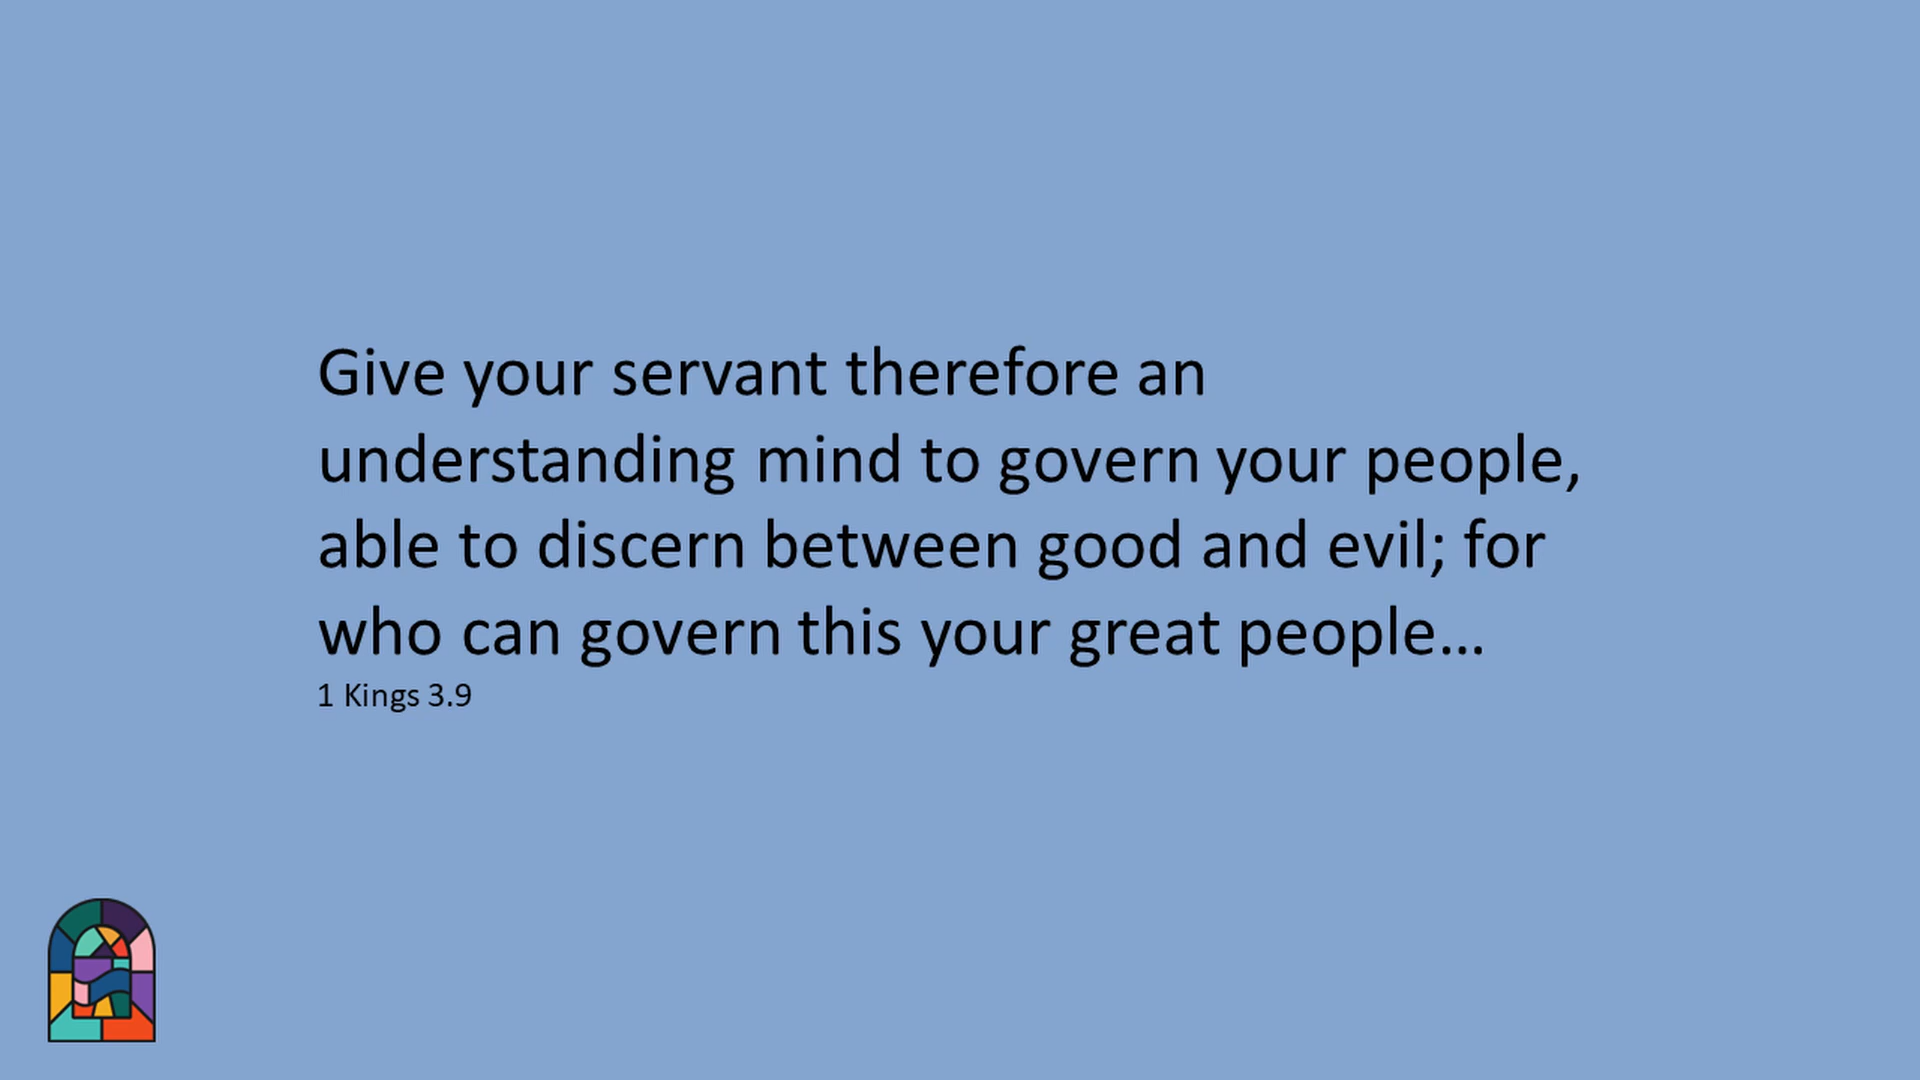 Give your servant therefore an
understanding mind to govern your people,
able to discern between good and evil; for
who can govern this your great people…
1 Kings 3.9